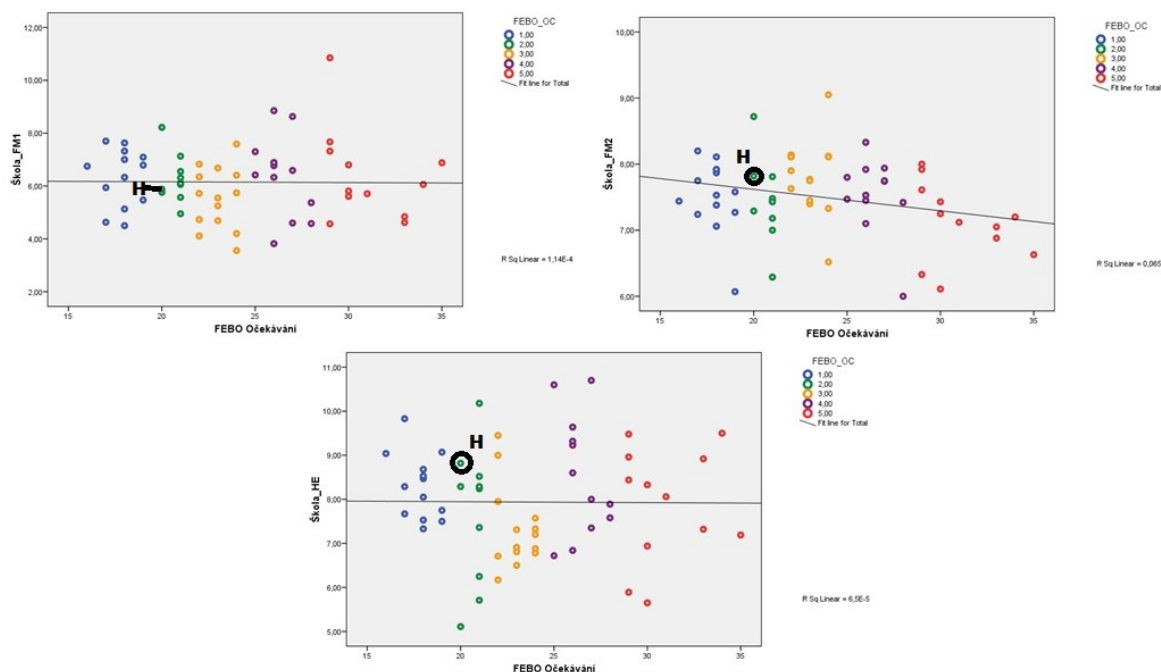 FEBO_OC
12,00
1,00
2,00
3,00
10,00
4,00
5,00
Fit line for Total
8,00
Škola_FM1
H
6,00
4,00
R Sq Linear = 1,14E-4
2,00
15 20 25 30 35
FEBO Očekávání
FEBO_OC
10,00
1,00
2,00
3,00
4,00
5,00
Fit line for Total
9,00
Škola_FM2
H
8,00
7,00
R Sq Linear = 0,065
6,00
15 20 25 30 35
FEBO Očekávání
FEBO_OC
11,00
1,00
2,00
3,00
4,00
5,00
Fit line for Total
10,00
H
9,00
Škola_HE
8,00
7,00
6,00
R Sq Linear = 6,5E-5
5,00
15 20 25 30 35
FEBO Očekávání